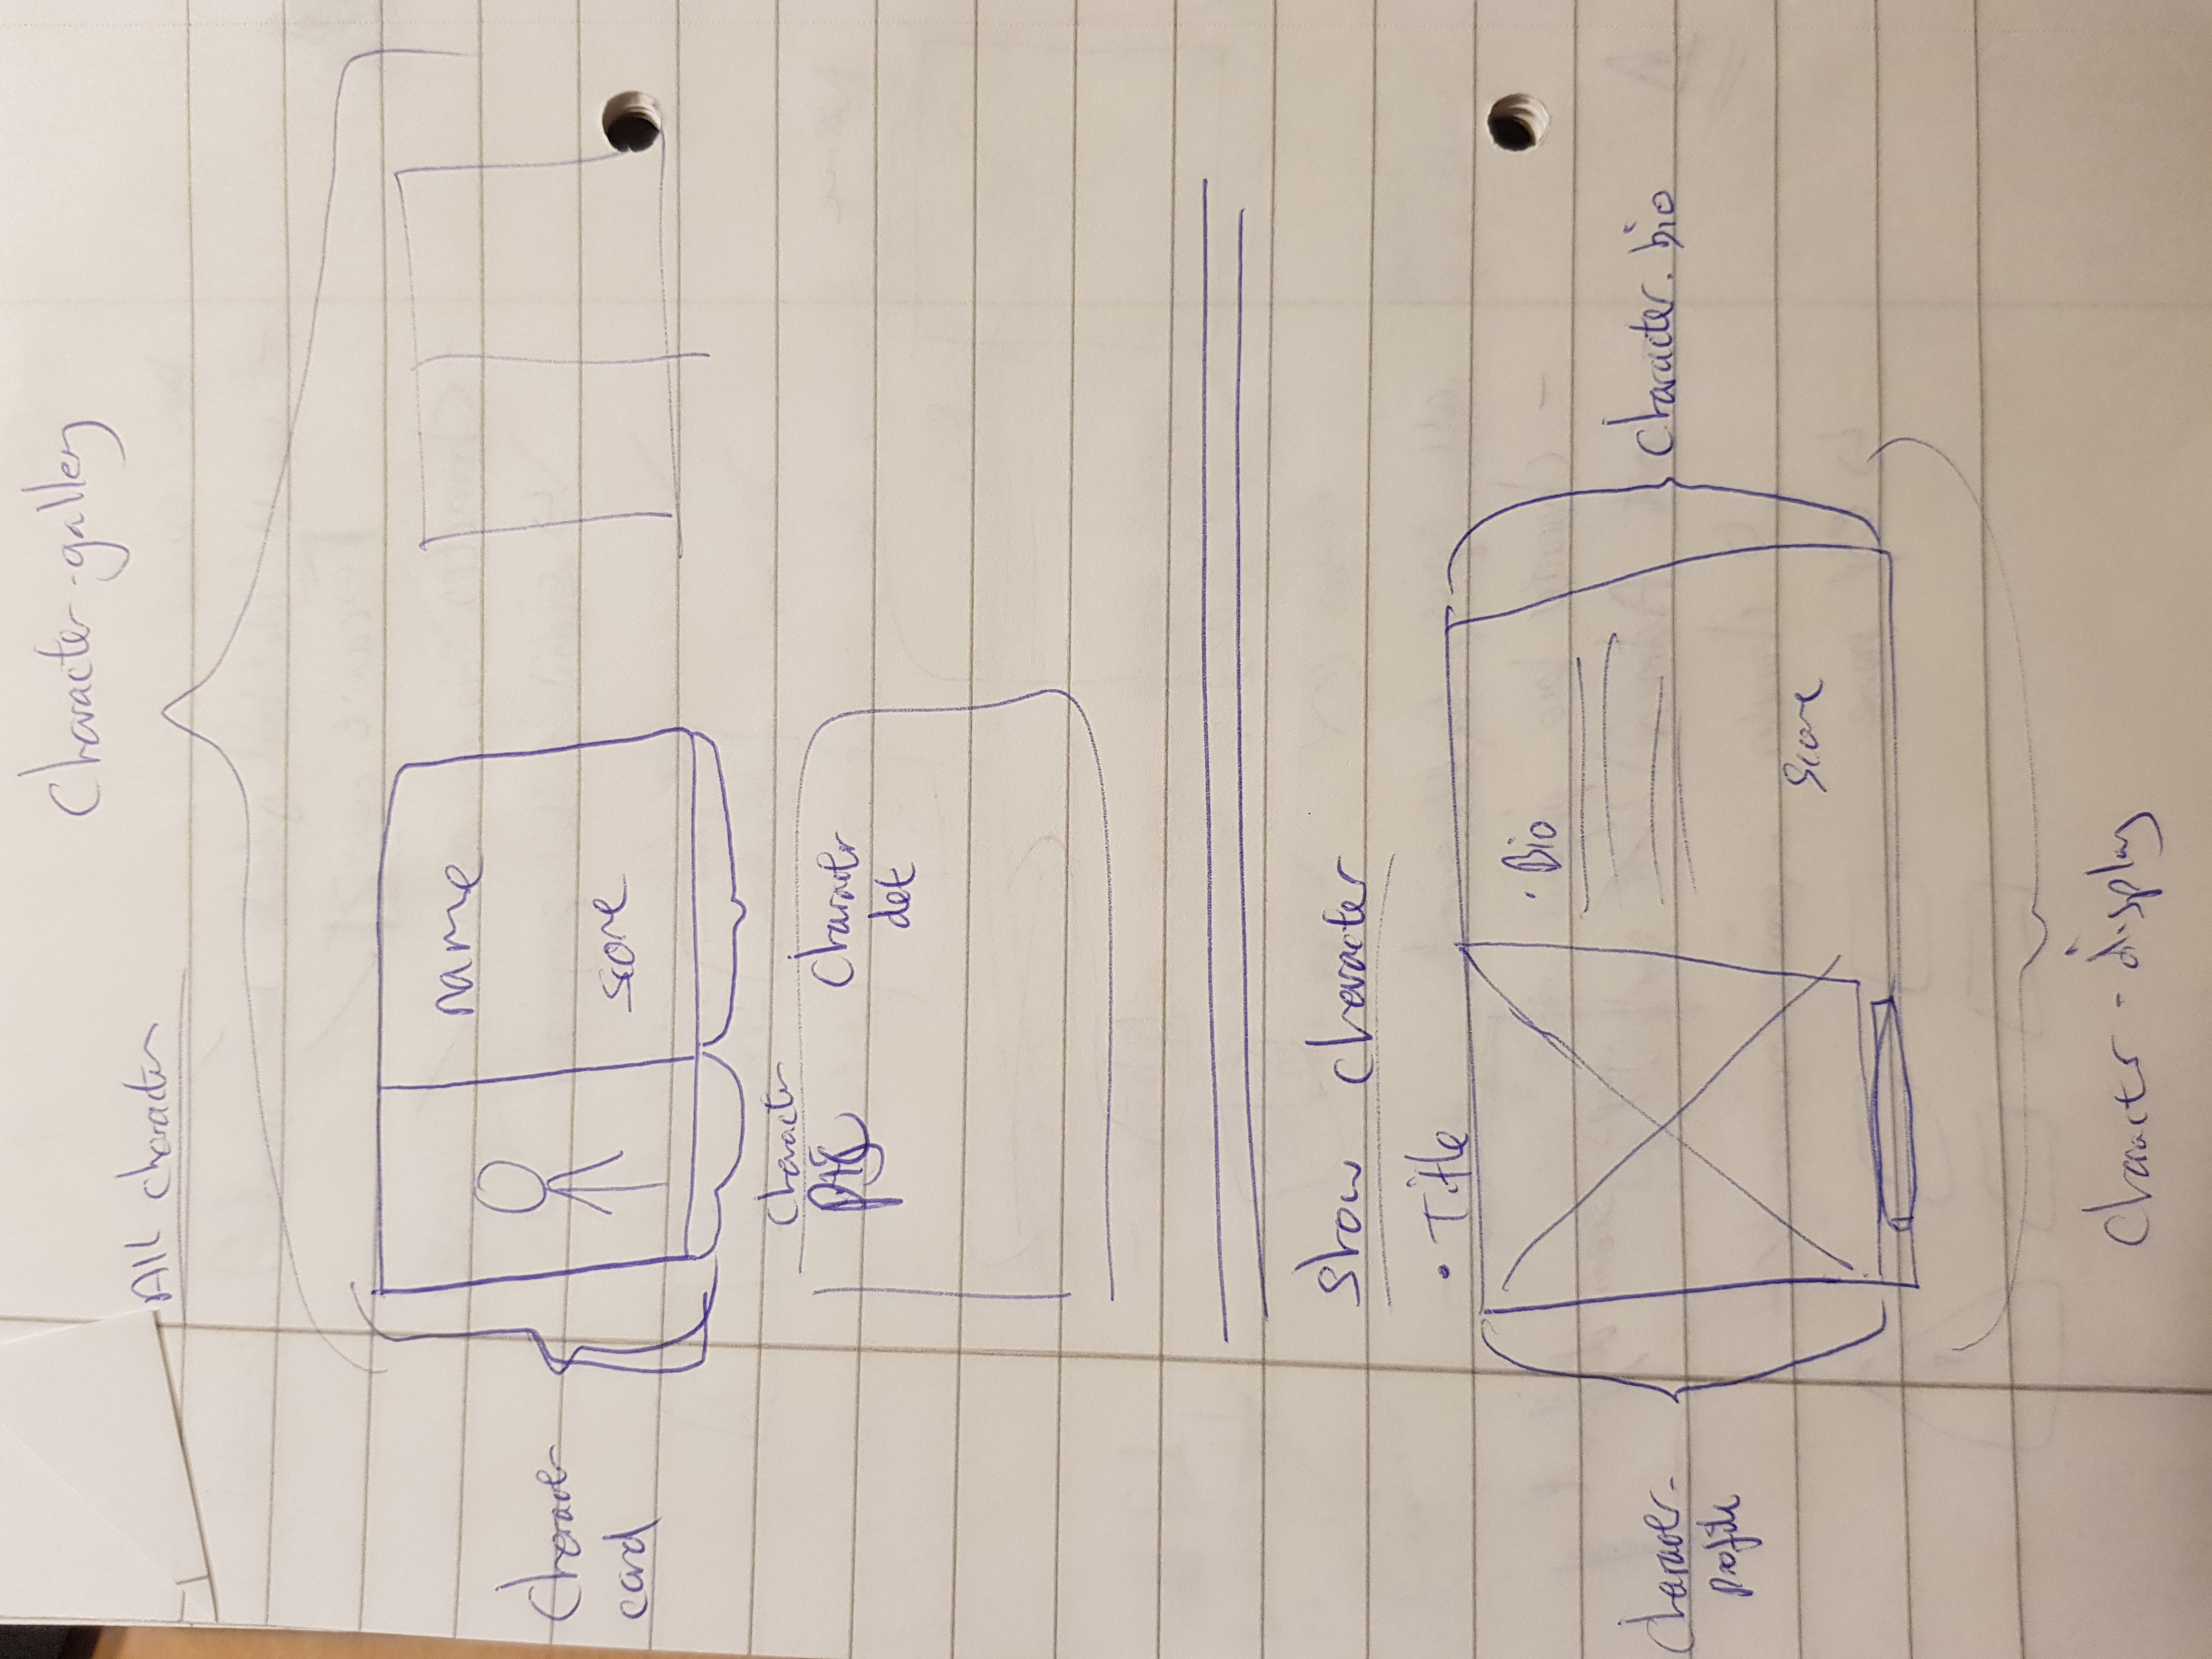 Character-gallery
All character
name
Character
card
score
Character
pic
Character
det
Show character
• Title
• Bio
Character-
profile
Character. bio
score
Character - display